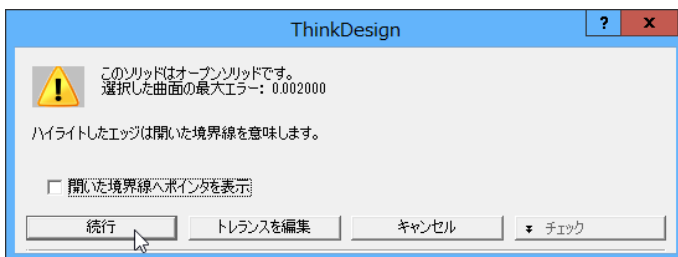 ThinkDesign
? x
このソリッドはオープンソリッドです。
選択した曲面の最大エラー: 0.002000
ハイライトしたエッジは開いた境界線を意味します。
開いた境界線へポインタを表示
続行 トレランスを編集 キャンセル チェック